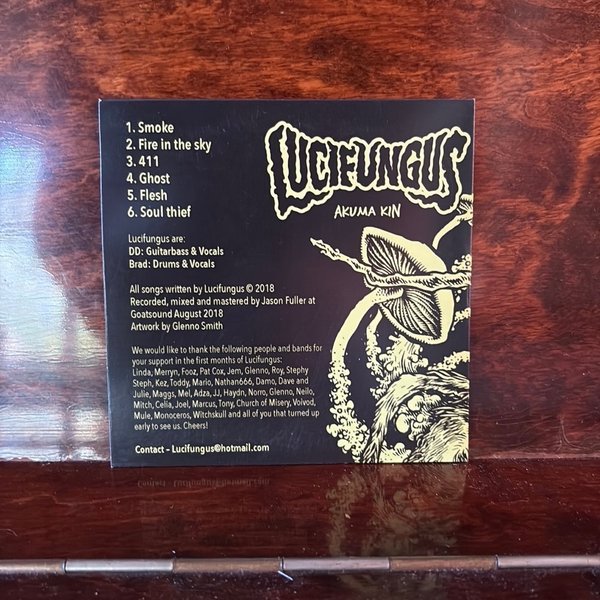 1. Smoke
2. Fire in the sky
3. 411
4. Ghost
5. Flesh
6. Soul thief
LUCIFUNGUS
AKUMA KIN
Lucifungus are:
DD: Guitarbass & Vocals
Brad: Drums & Vocals
All songs written by Lucifungus © 2018
Recorded, mixed and mastered by Jason Fuller at
Goatsound August 2018
Artwork by Glenno Smith
We would like to thank the following people and bands for
your support in the first months of Lucifungus:
Linda, Merryn, Fooz, Pat Cox, Jem, Glenno, Roy, Stephy
Steph, Kez, Toddy, Mario, Nathan666, Damo, Dave and
Julie, Maggs, Mel, Adza, JJ, Haydn, Norro, Glenno, Neilo,
Mitch, Celia, Joel, Marcus, Tony, Church of Misery, Voivod,
Mule, Monoceros, Witchskull and all of you that turned up
early to see us. Cheers!
Contact – Lucifungus@hotmail.com